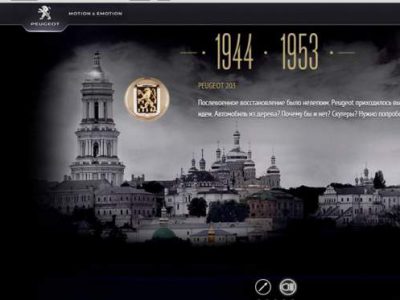 PEUGEOT
MOTION & EMOTION
1944 · 1953
PEUGEOT 203
Послевоенное восстановление было нелегким. Peugeot приходилось
идеи. Автомобиль из дерева? Почему бы и нет? Скутеры? Нужно